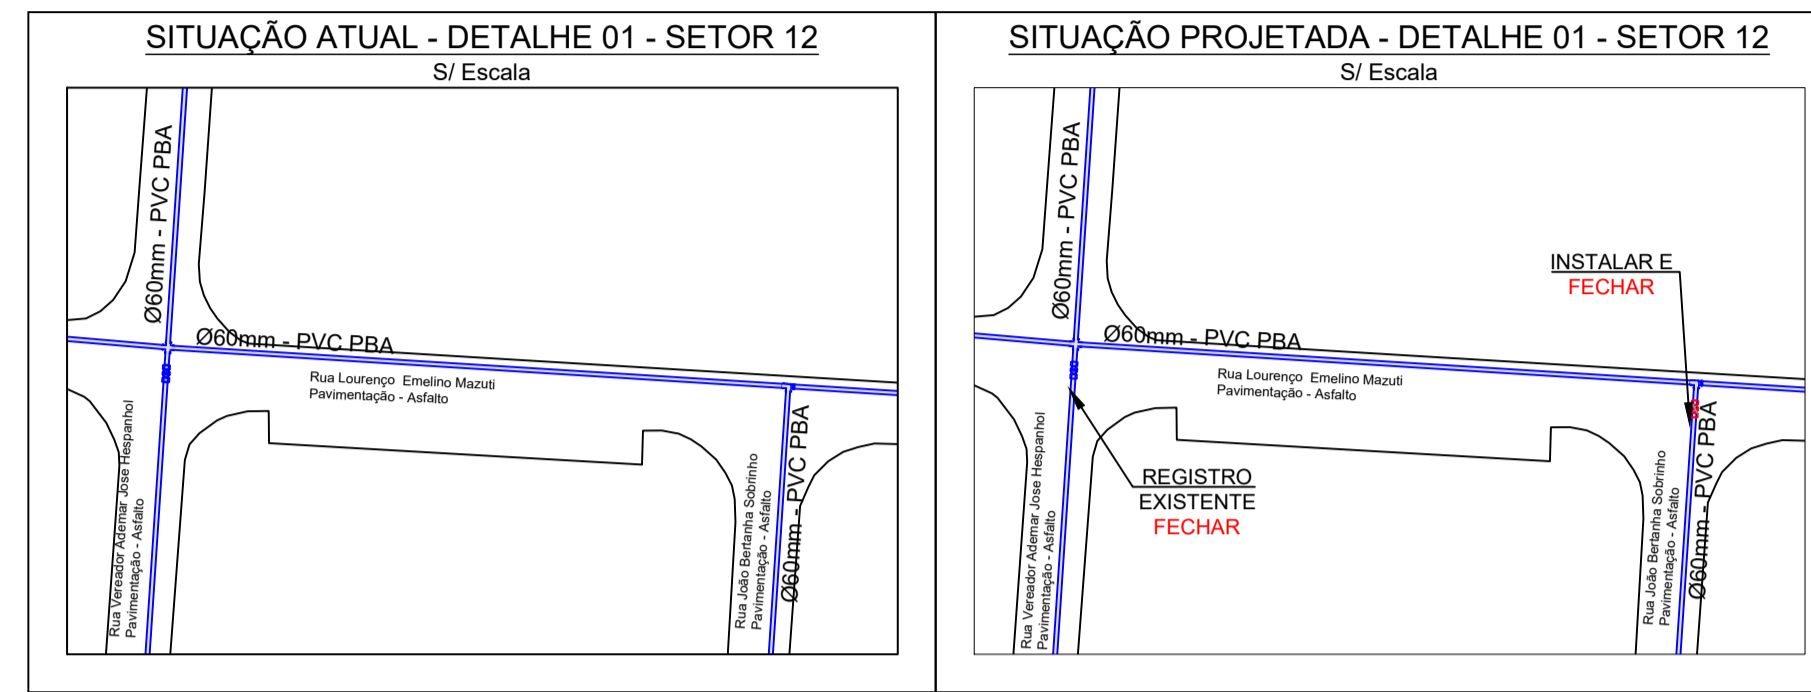 SITUAÇÃO ATUAL - DETALHE 01 - SETOR 12
S/ Escala
Ø60mm - PVC PBA
Ø60mm - PVC PBA
Rua Lourenço Emelino Mazuti
Pavimentação - Asfalto
Rua Vereador Ademar Jose Hespanhol
Pavimentação - Asfalto
Rua João Bertanha Sobrinho
Pavimentação - Asfalto
Ø60mm - PVC PBA
SITUAÇÃO PROJETADA - DETALHE 01 - SETOR 12
S/ Escala
Ø60mm - PVC PBA
INSTALAR E
FECHAR
Ø60mm - PVC PBA
Rua Lourenço Emelino Mazuti
Pavimentação - Asfalto
REGISTRO
EXISTENTE
FECHAR
Rua Vereador Ademar Jose Hespanhol
Pavimentação - Asfalto
Rua João Bertanha Sobrinho
Pavimentação - Asfalto
Ø60mm - PVC PBA